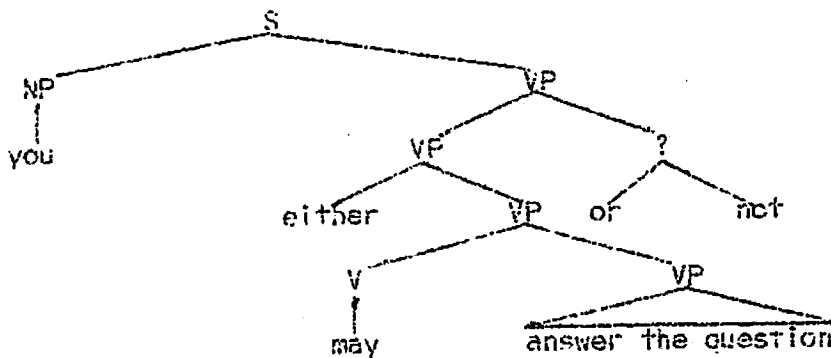 S
NP VP
you VP ?
either VP or not
V VP
may answer the question